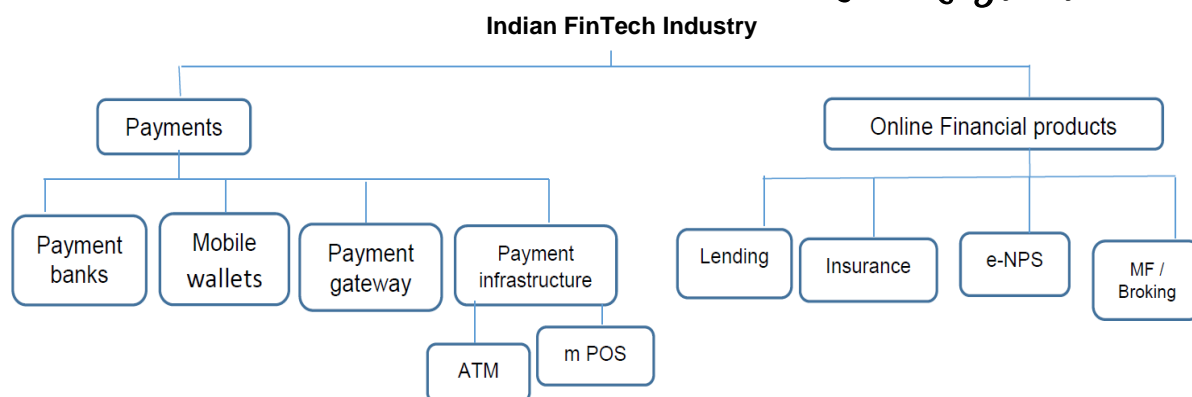 Indian FinTech Industry
Payments
Online Financial products
Payment
banks
Mobile
wallets
Payment
gateway
Payment
infrastructure
Lending
Insurance
e-NPS
MF /
Broking
ATM
m POS